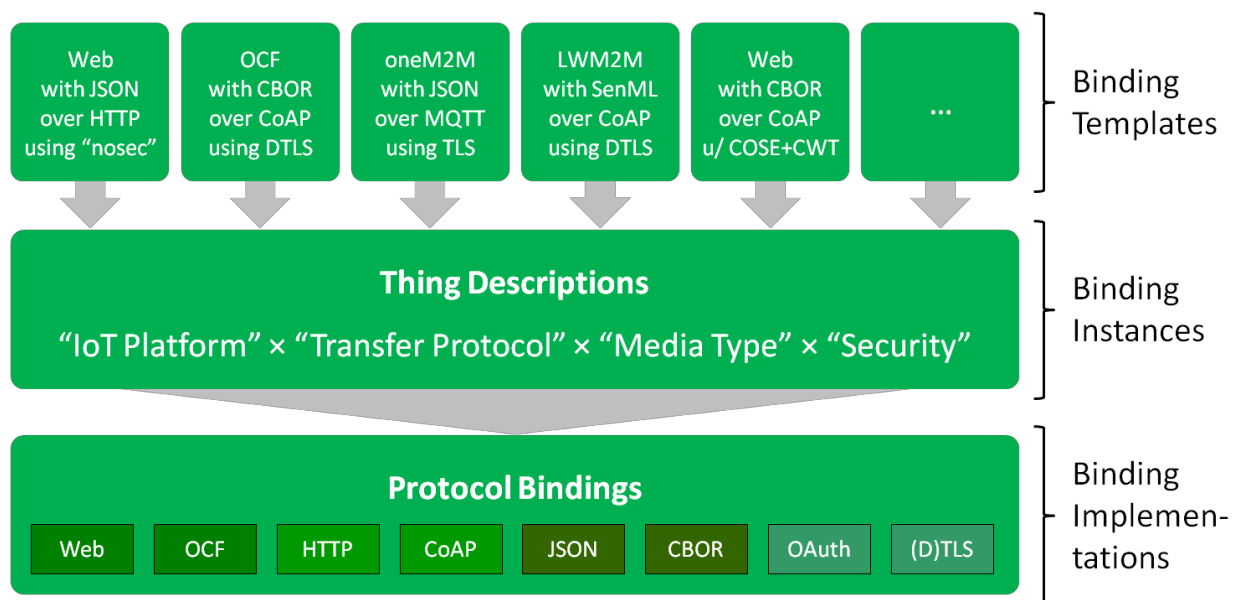 Web
with JSON
over HTTP
using “nosec”
OCF
with CBOR
over CoAP
using DTLS
oneM2M
with JSON
over MQTT
using TLS
LWM2M
with SenML
over CoAP
using DTLS
Web
with CBOR
over CoAP
u/ COSE+CWT
...
Binding
Templates
Thing Descriptions
“IoT Platform” × “Transfer Protocol” × “Media Type” × “Security”
Binding
Instances
Protocol Bindings
Web
OCF
HTTP
CoAP
JSON
CBOR
OAuth
(D)TLS
Binding
Implemen-
tations